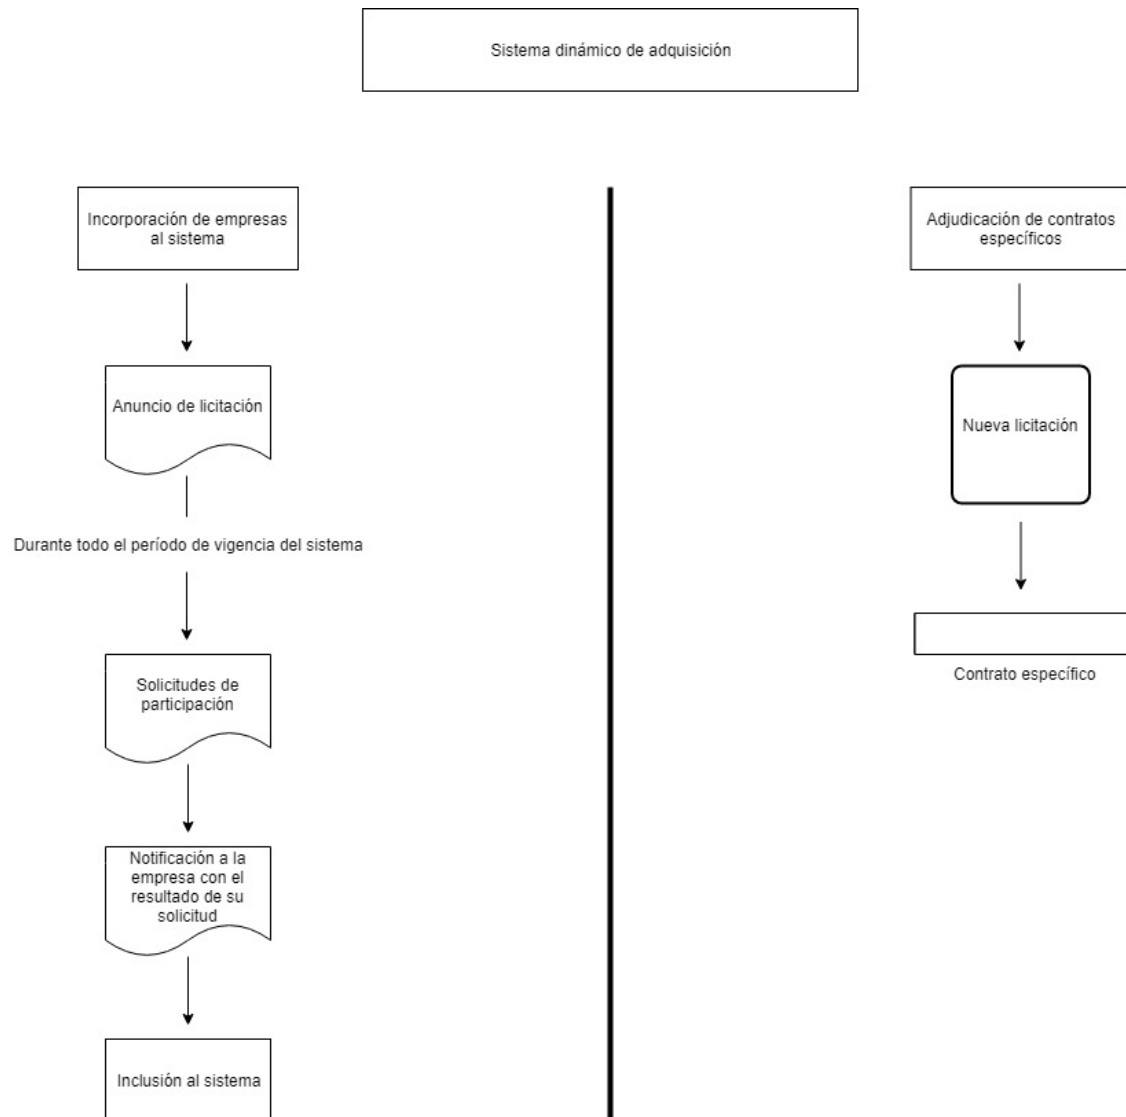 Sistema dinámico de adquisición
Incorporación de empresas
al sistema
Anuncio de licitación
Durante todo el período de vigencia del sistema
Solicitudes de
participación
Notificación a la
empresa con el
resultado de su
solicitud
Inclusión al sistema
Adjudicación de contratos
específicos
Nueva licitación
Contrato específico